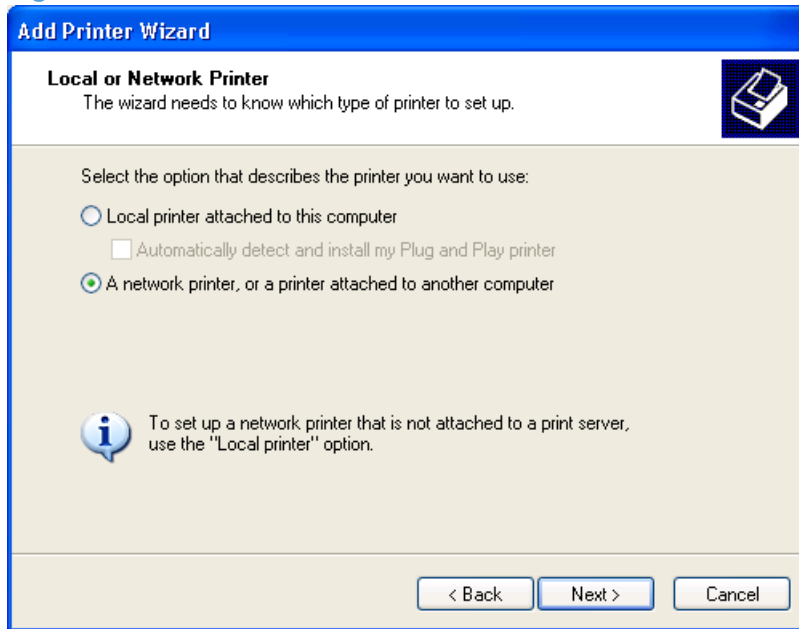 Add Printer Wizard
Local or Network Printer
The wizard needs to know which type of printer to set up.
Select the option that describes the printer you want to use:
Local printer attached to this computer
Automatically detect and install my Plug and Play printer
A network printer, or a printer attached to another computer
To set up a network printer that is not attached to a print server,
use the "Local printer" option.
< Back Next > Cancel